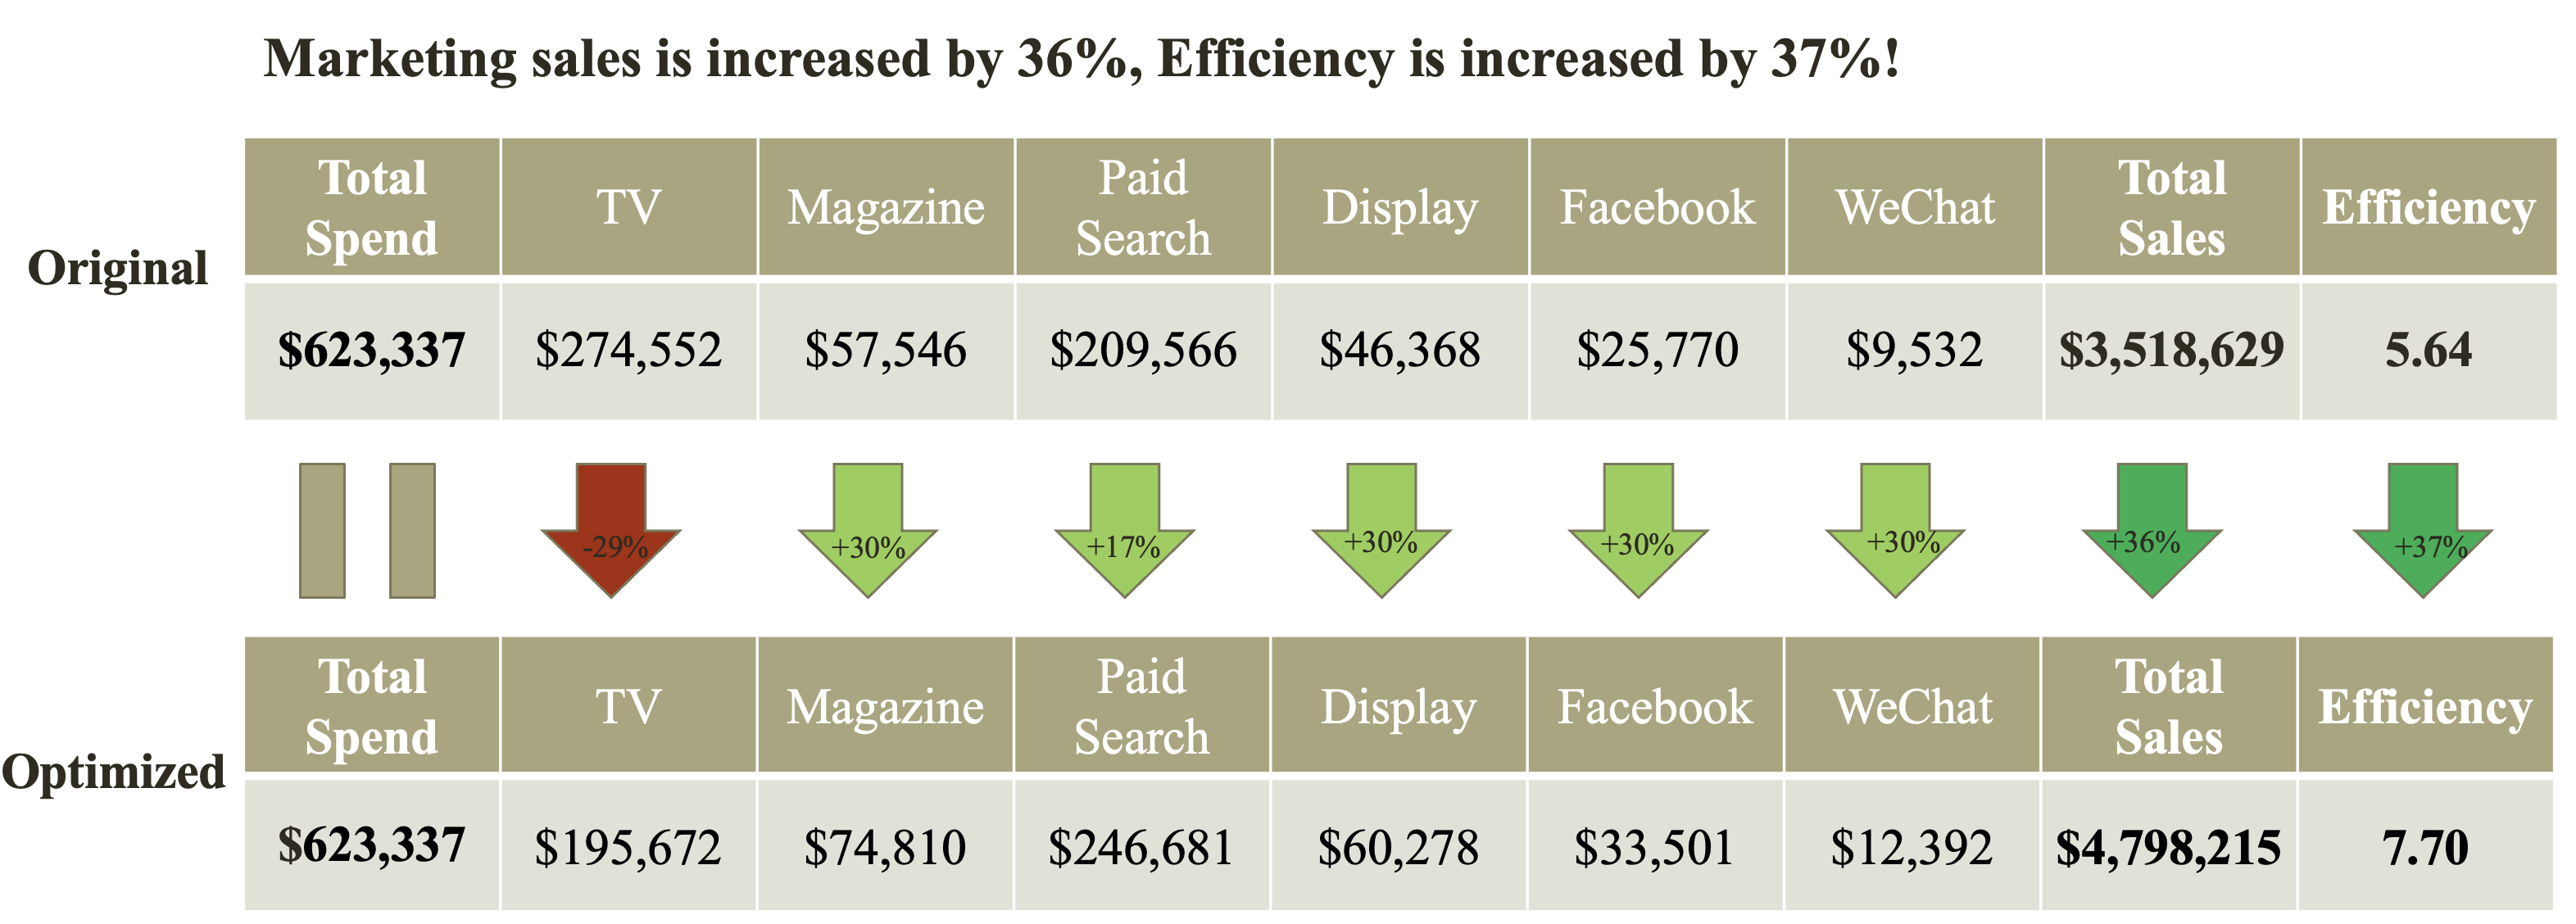 Marketing sales is increased by 36%, Efficiency is increased by 37%!
Original
Total Spend TV Magazine Paid Search Display Facebook WeChat Total Sales Efficiency
$623,337 $274,552 $57,546 $209,566 $46,368 $25,770 $9,532 $3,518,629 5.64
-29% +30% +17% +30% +30% +30% +36% +37%
Optimized
Total Spend TV Magazine Paid Search Display Facebook WeChat Total Sales Efficiency
$623,337 $195,672 $74,810 $246,681 $60,278 $33,501 $12,392 $4,798,215 7.70